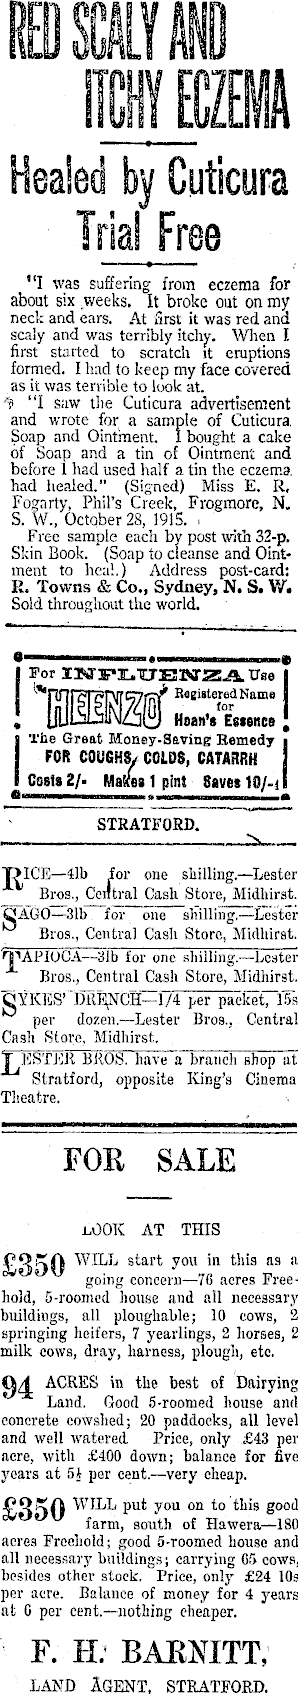 RED SCALY AND
ITCHY ECZEMA
Healed by Cuticura
Trial Free
"I was suffering from eczema for
about six weeks. It broke out on my
neck and ears. At first it was red and
scaly and was terribly itchy. When I
first started to scratch it eruptions
formed. I had to keep my face covered
as it was terrible to look at.
"I saw the Cuticura advertisement
and wrote for a sample of Cuticura
Soap and Ointment. I bought a cake
of Soap and a tin of Ointment and
before I had used half a tin the eczema
had healed." (Signed) Miss E. R.
Fogarty, Phil's Creek, Frogmore, N.
S. W., October 28, 1915.
Free sample each by post with 32-p.
Skin Book. (Soap to cleanse and Oint-
ment to heal.) Address post-card:
R. Towns & Co., Sydney, N. S. W.
Sold throughout the world.
For INFLUENZA Use
"HEENZO" Registered Name
for
Hean's Essence
The Great Money-Saving Remedy
FOR COUGHS, COLDS, CATARRH
Costs 2/- Makes 1 pint Saves 10/-
STRATFORD.
RICE—4lb for one shilling.—Lester
Bros., Central Cash Store, Midhirst.
SAGO—3lb for one shilling.—Lester
Bros., Central Cash Store, Midhirst.
TAPIOCA—3lb for one shilling.—Lester
Bros., Central Cash Store, Midhirst.
SYKES' DRENCH—1/4 per packet, 15s
per dozen.—Lester Bros., Central
Cash Store, Midhirst.
LESTER BROS. have a branch shop at
Stratford, opposite King's Cinema
Theatre.
FOR SALE
LOOK AT THIS
£350 WILL start you in this as a
going concern—76 acres Free-
hold, 5-roomed house and all necessary
buildings, all ploughable; 10 cows, 2
springing heifers, 7 yearlings, 2 horses, 2
milk cows, dray, harness, plough, etc.
94 ACRES in the best of Dairying
Land. Good 5-roomed house and
concrete cowshed; 20 paddocks, all level
and well watered. Price, only £43 per
acre, with £400 down; balance for five
years at 5½ per cent.—very cheap.
£350 WILL put you on to this good
farm, south of Hawera—180
acres Freehold; good 5-roomed house and
all necessary buildings; carrying 65 cows,
besides other stock. Price, only £24 10s
per acre. Balance of money for 4 years
at 6 per cent.—nothing cheaper.
F. H. BARNITT,
LAND AGENT, STRATFORD.